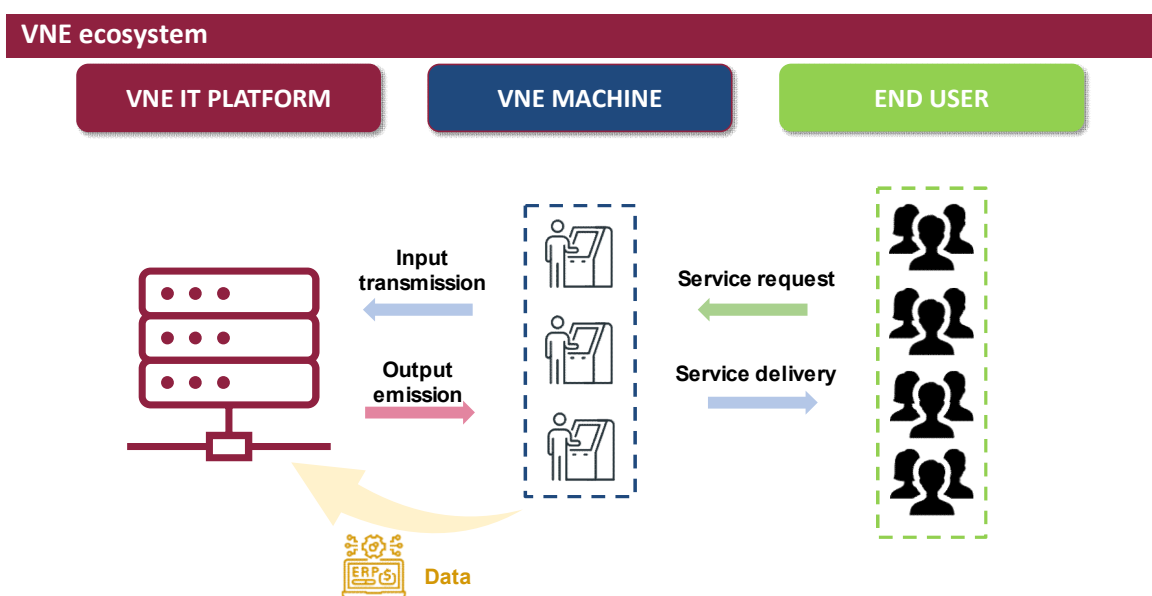 VNE ecosystem
VNE IT PLATFORM
VNE MACHINE
END USER
Input
transmission
Service request
Output
emission
Service delivery
ERP
$
Data